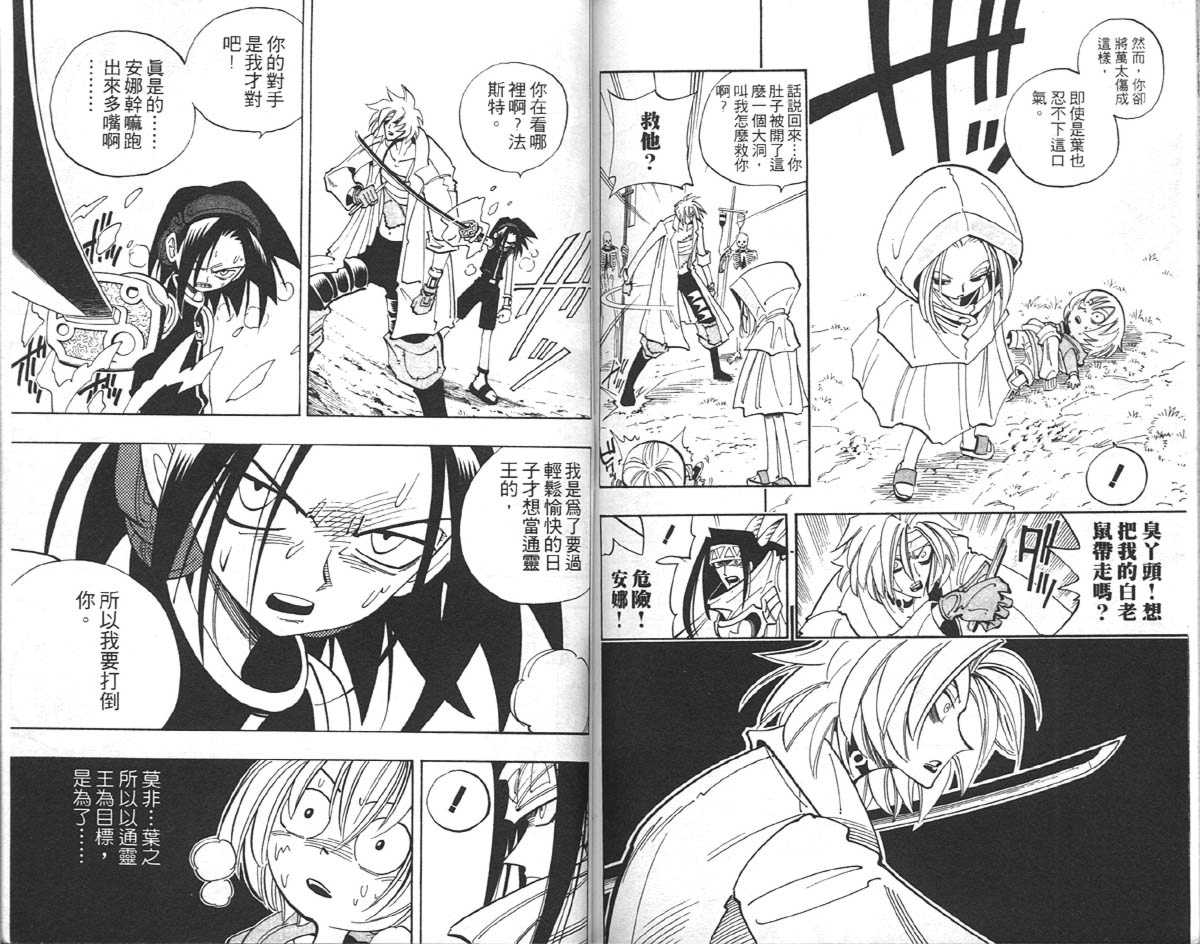 然而，你卻
將萬太傷成
這樣，
即使是葉也
忍不下這口
氣。
話說回來…你
肚子被開了這
麼一個大洞，
叫我怎麼救你
啊？
救他？
！
臭丫頭！想
把我的白老
鼠帶走嗎？
危險！
安娜！
你在看哪
裡啊？法
斯特。
你的對手
是我才對
吧！
真是的……
安娜幹嘛跑
出來多嘴啊
………
我是爲了要過
輕鬆愉快的日
子才想當通靈
王的，
所以我要打倒
你。
！
莫非…葉之
所以以通靈
王為目標，
是為了……